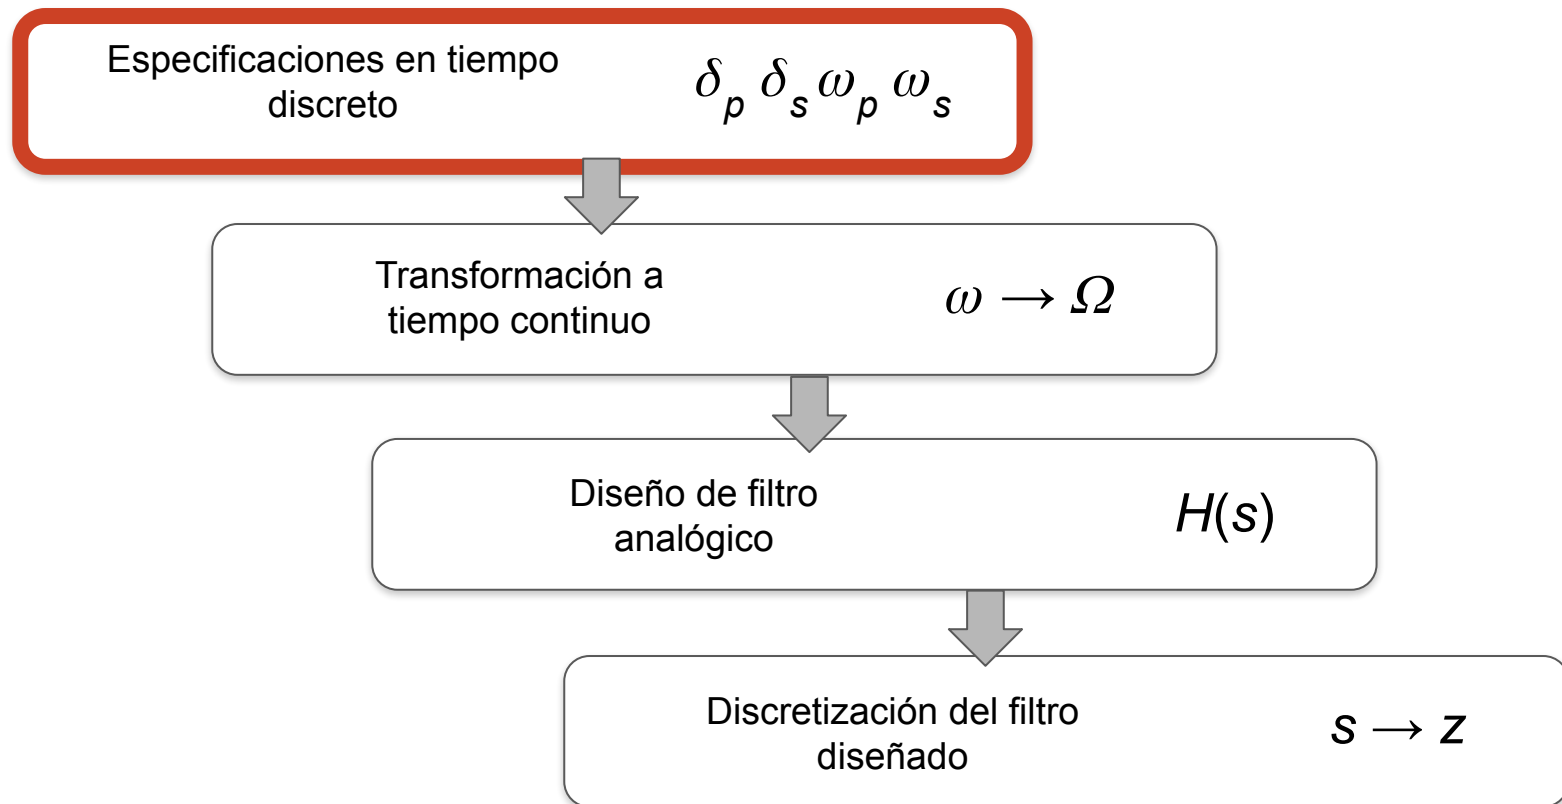 Especificaciones en tiempo
discreto
δp δs ωp ωs
Transformación a
tiempo continuo
ω → Ω
Diseño de filtro
analógico
H(s)
Discretización del filtro
diseñado
s → z